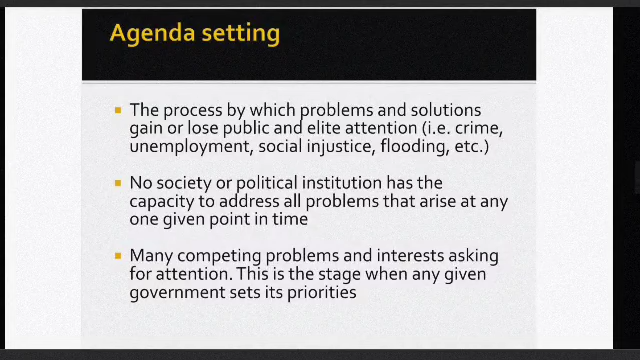 Agenda setting
The process by which problems and solutions
gain or lose public and elite attention (i.e. crime,
unemployment, social injustice, flooding, etc.)
No society or political institution has the
capacity to address all problems that arise at any
one given point in time
Many competing problems and interests asking
for attention. This is the stage when any given
government sets its priorities